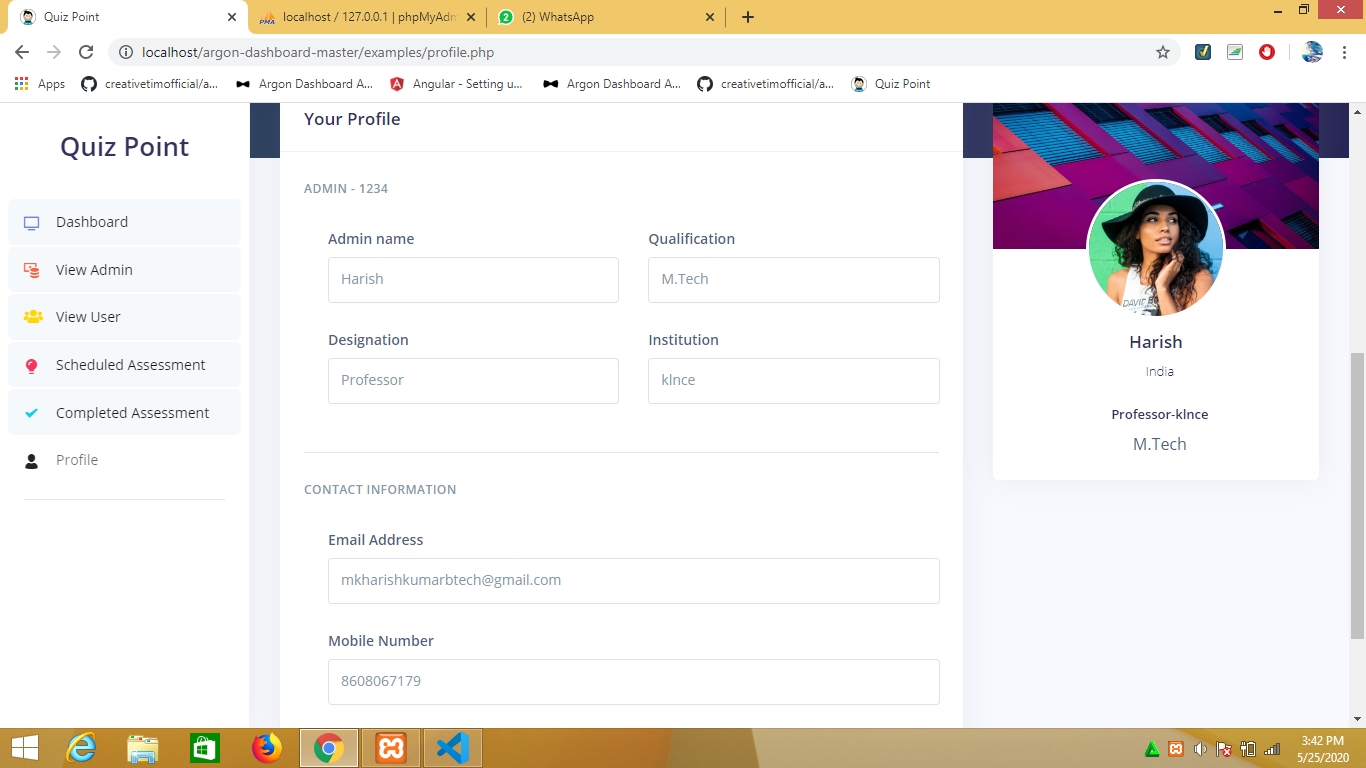 Quiz Point
localhost / 127.0.0.1 | phpMyAdm
(2) WhatsApp
localhost/argon-dashboard-master/examples/profile.php
Apps
creativetimofficial/a...
Argon Dashboard A...
Angular - Setting u...
Argon Dashboard A...
creativetimofficial/a...
Quiz Point
Quiz Point
Dashboard
View Admin
View User
Scheduled Assessment
Completed Assessment
Profile
Your Profile
ADMIN - 1234
Admin name
Harish
Qualification
M.Tech
Designation
Professor
Institution
klnce
CONTACT INFORMATION
Email Address
mkharishkumarbtech@gmail.com
Mobile Number
8608067179
Harish
India
Professor-klnce
M.Tech
3:42 PM
5/25/2020